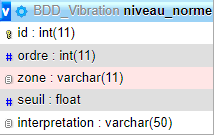 v BDD_Vibration niveau_norme
id : int(11)
# ordre : int(11)
zone : varchar(11)
# seuil : float
interpretation : varchar(50)